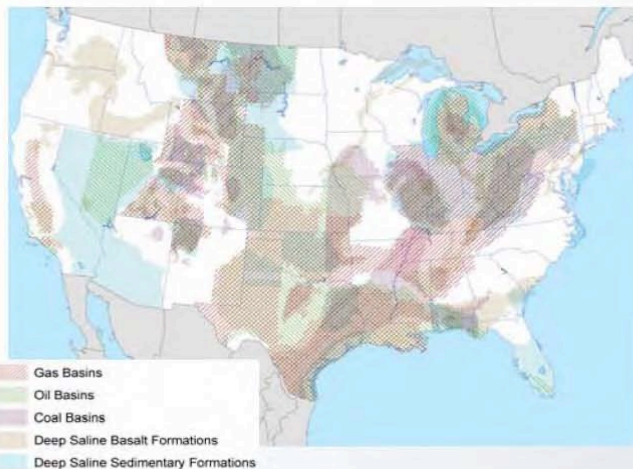 Gas Basins
Oil Basins
Coal Basins
Deep Saline Basalt Formations
Deep Saline Sedimentary Formations